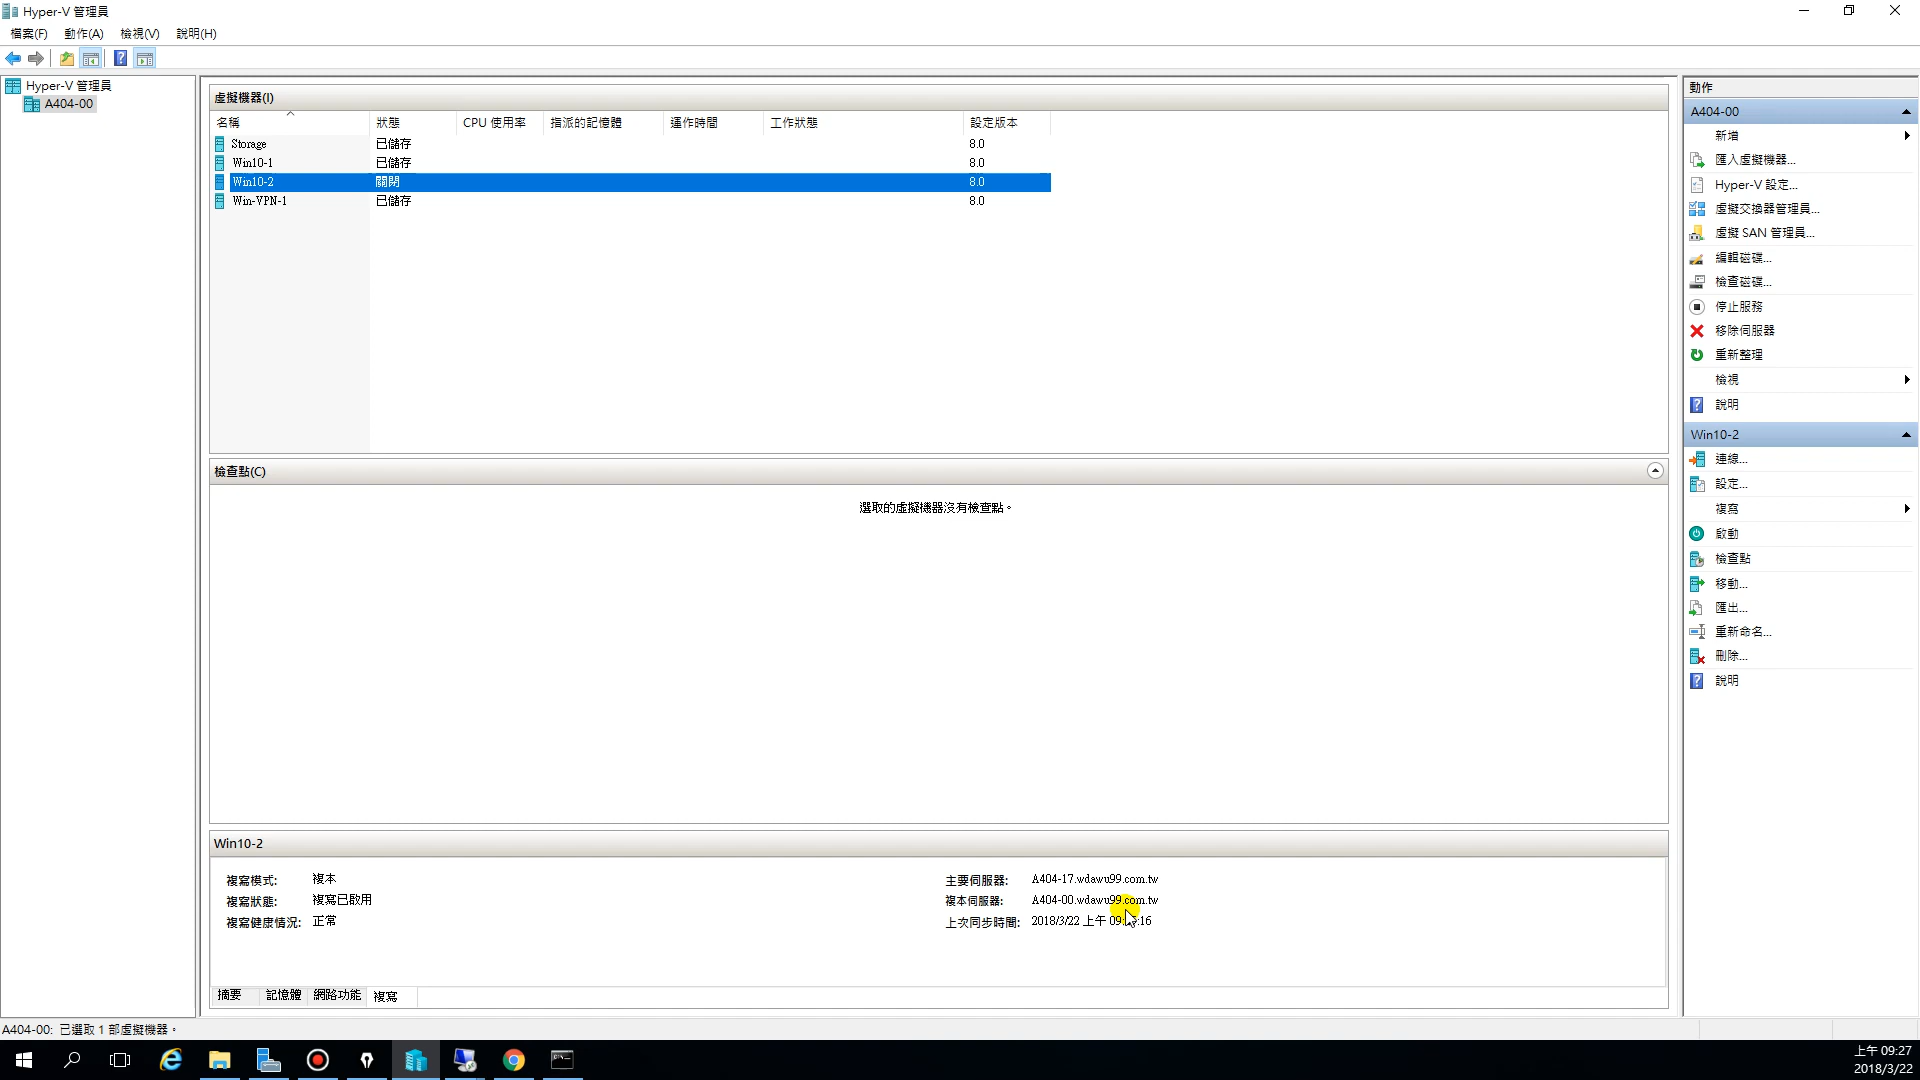 Hyper-V 管理員
檔案(F) 動作(A) 檢視(V) 說明(H)
Hyper-V 管理員
A404-00
虛擬機器(I)
名稱 狀態 CPU 使用率 指派的記憶體 運作時間 工作狀態 設定版本
Storage 已儲存 8.0
Win10-1 已儲存 8.0
Win10-2 關閉 8.0
Win-VPN-1 已儲存 8.0
檢查點(C)
選取的虛擬機器沒有檢查點。
Win10-2
複寫模式: 複本
複寫狀態: 複寫已啟用
複寫健康情況: 正常
主要伺服器: A404-17.wdawu99.com.tw
複本伺服器: A404-00.wdawu99.com.tw
上次同步時間: 2018/3/22 上午
摘要 記憶體 網路功能 複寫
動作
A404-00
新增
匯入虛擬機器...
Hyper-V 設定...
虛擬交換器管理員...
虛擬 SAN 管理員...
編輯磁碟...
檢查磁碟...
停止服務
移除伺服器
重新整理
檢視
說明
Win10-2
連線...
設定...
複寫
啟動
檢查點
移動...
匯出...
重新命名...
刪除...
說明
A404-00: 已選取 1 部虛擬機器。
上午 09:27
2018/3/22